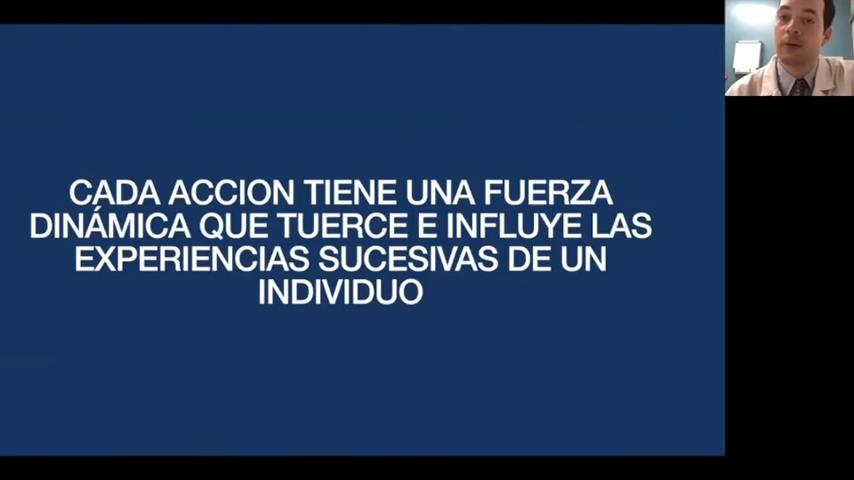 CADA ACCION TIENE UNA FUERZA
DINÁMICA QUE TUERCE E INFLUYE LAS
EXPERIENCIAS SUCESIVAS DE UN
INDIVIDUO